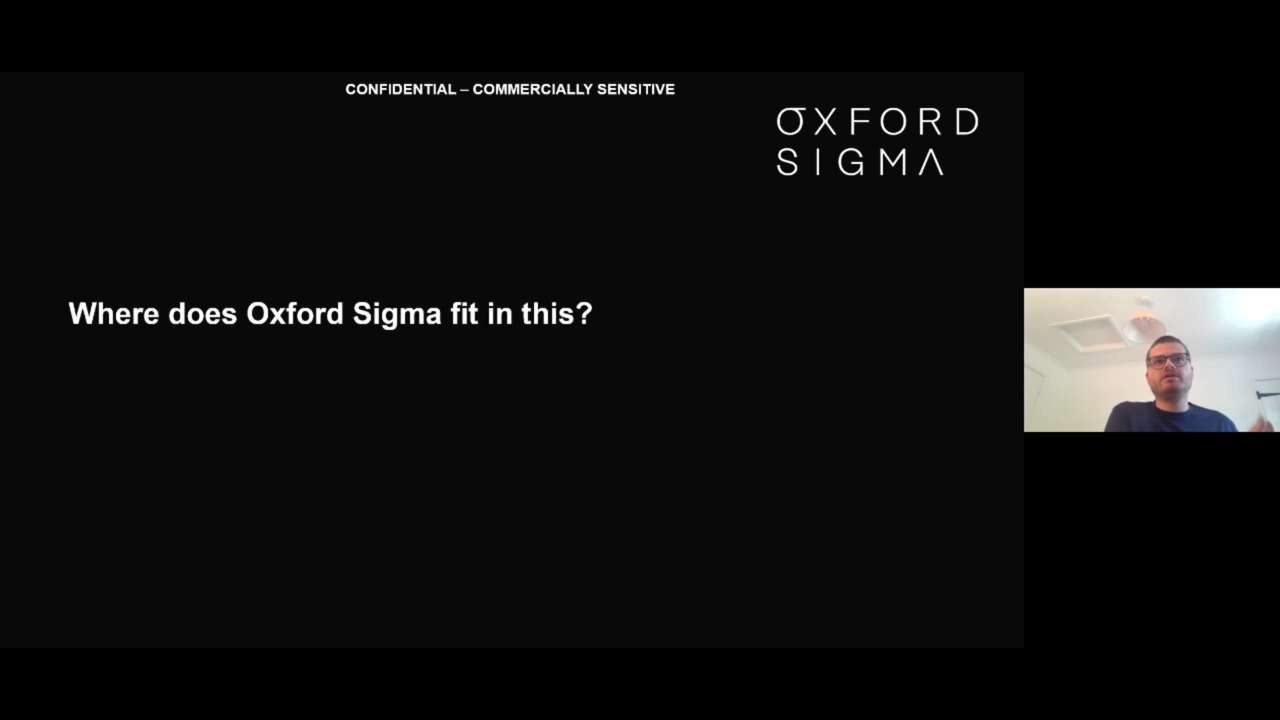 CONFIDENTIAL – COMMERCIALLY SENSITIVE
OXFORD
SIGMA
Where does Oxford Sigma fit in this?